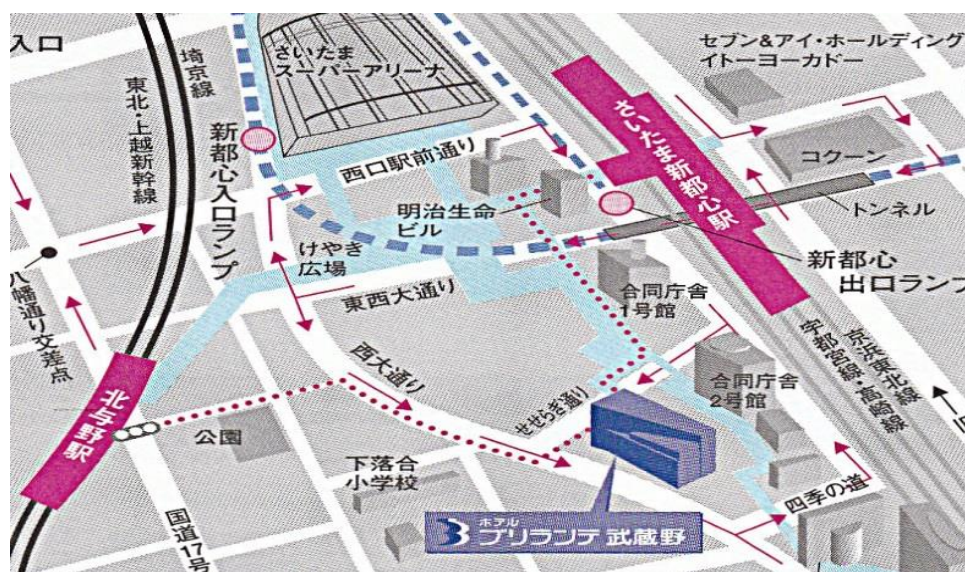 入口
埼京線
東北・上越新幹線
新都心入口ランプ
さいたま
スーパーアリーナ
西口駅前通り
さいたま新都心駅
セブン&アイ・ホールディング
イトーヨーカドー
コクーン
トンネル
明治生命
ビル
けやき
広場
東西大通り
合同庁舎
1号館
新都心
出口ランプ
八幡通り交差点
北与野駅
公園
西大通り
せせらぎ通り
合同庁舎
2号館
京浜東北線
宇都宮線・高崎線
下落合
小学校
国道17号
四季の道
ホテル
ブリランテ 武蔵野